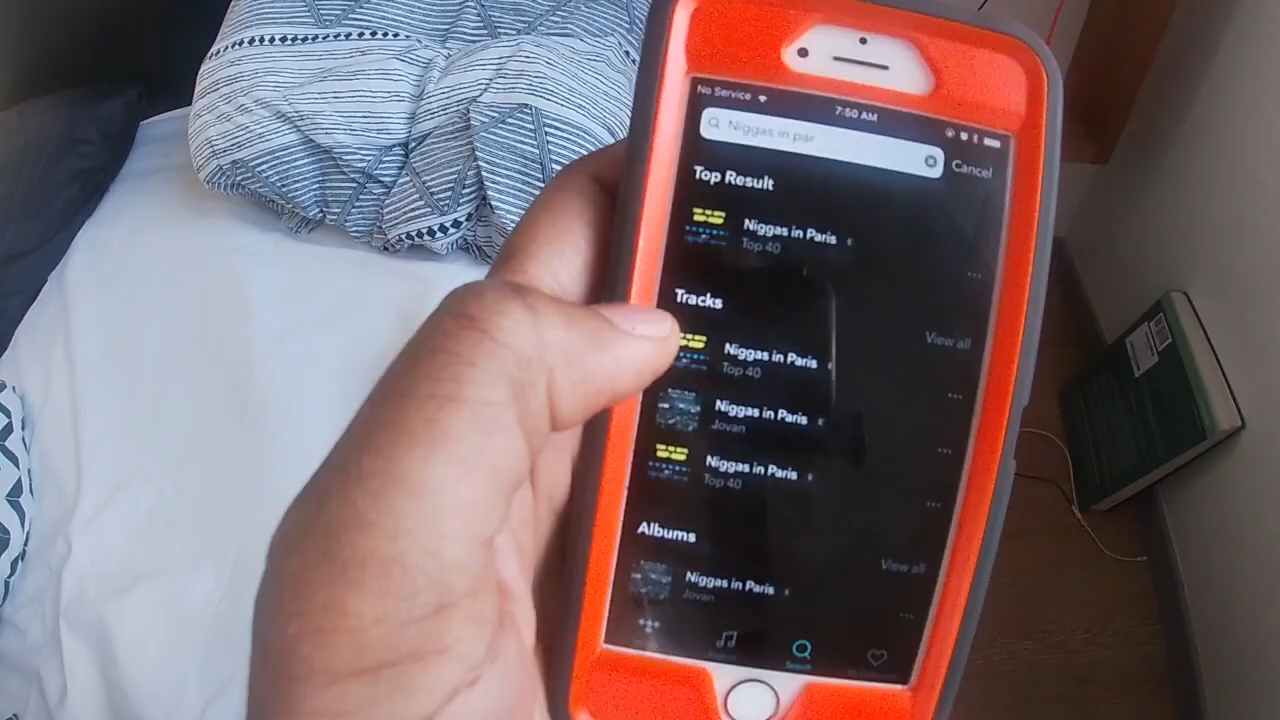 No Service
7:50 AM
Niggas in par
Cancel
Top Result
Niggas in Paris
Top 40
Tracks
View all
Niggas in Paris
Top 40
Niggas in Paris
Jovan
Niggas in Paris
Top 40
Albums
View all
Niggas in Paris
Jovan
Search